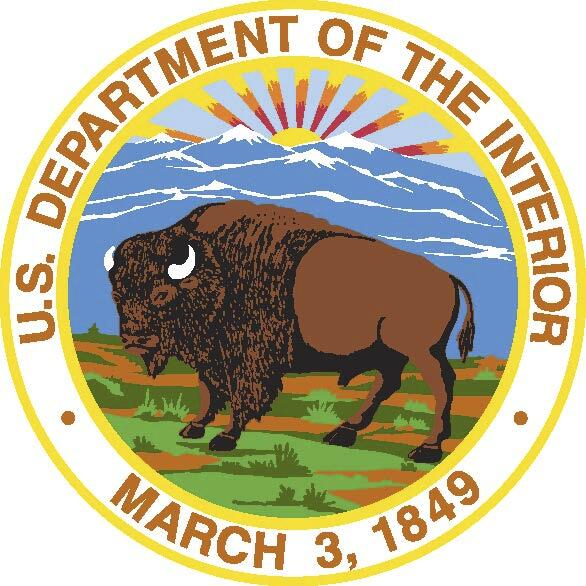 U.S. DEPARTMENT OF THE INTERIOR
MARCH 3, 1849